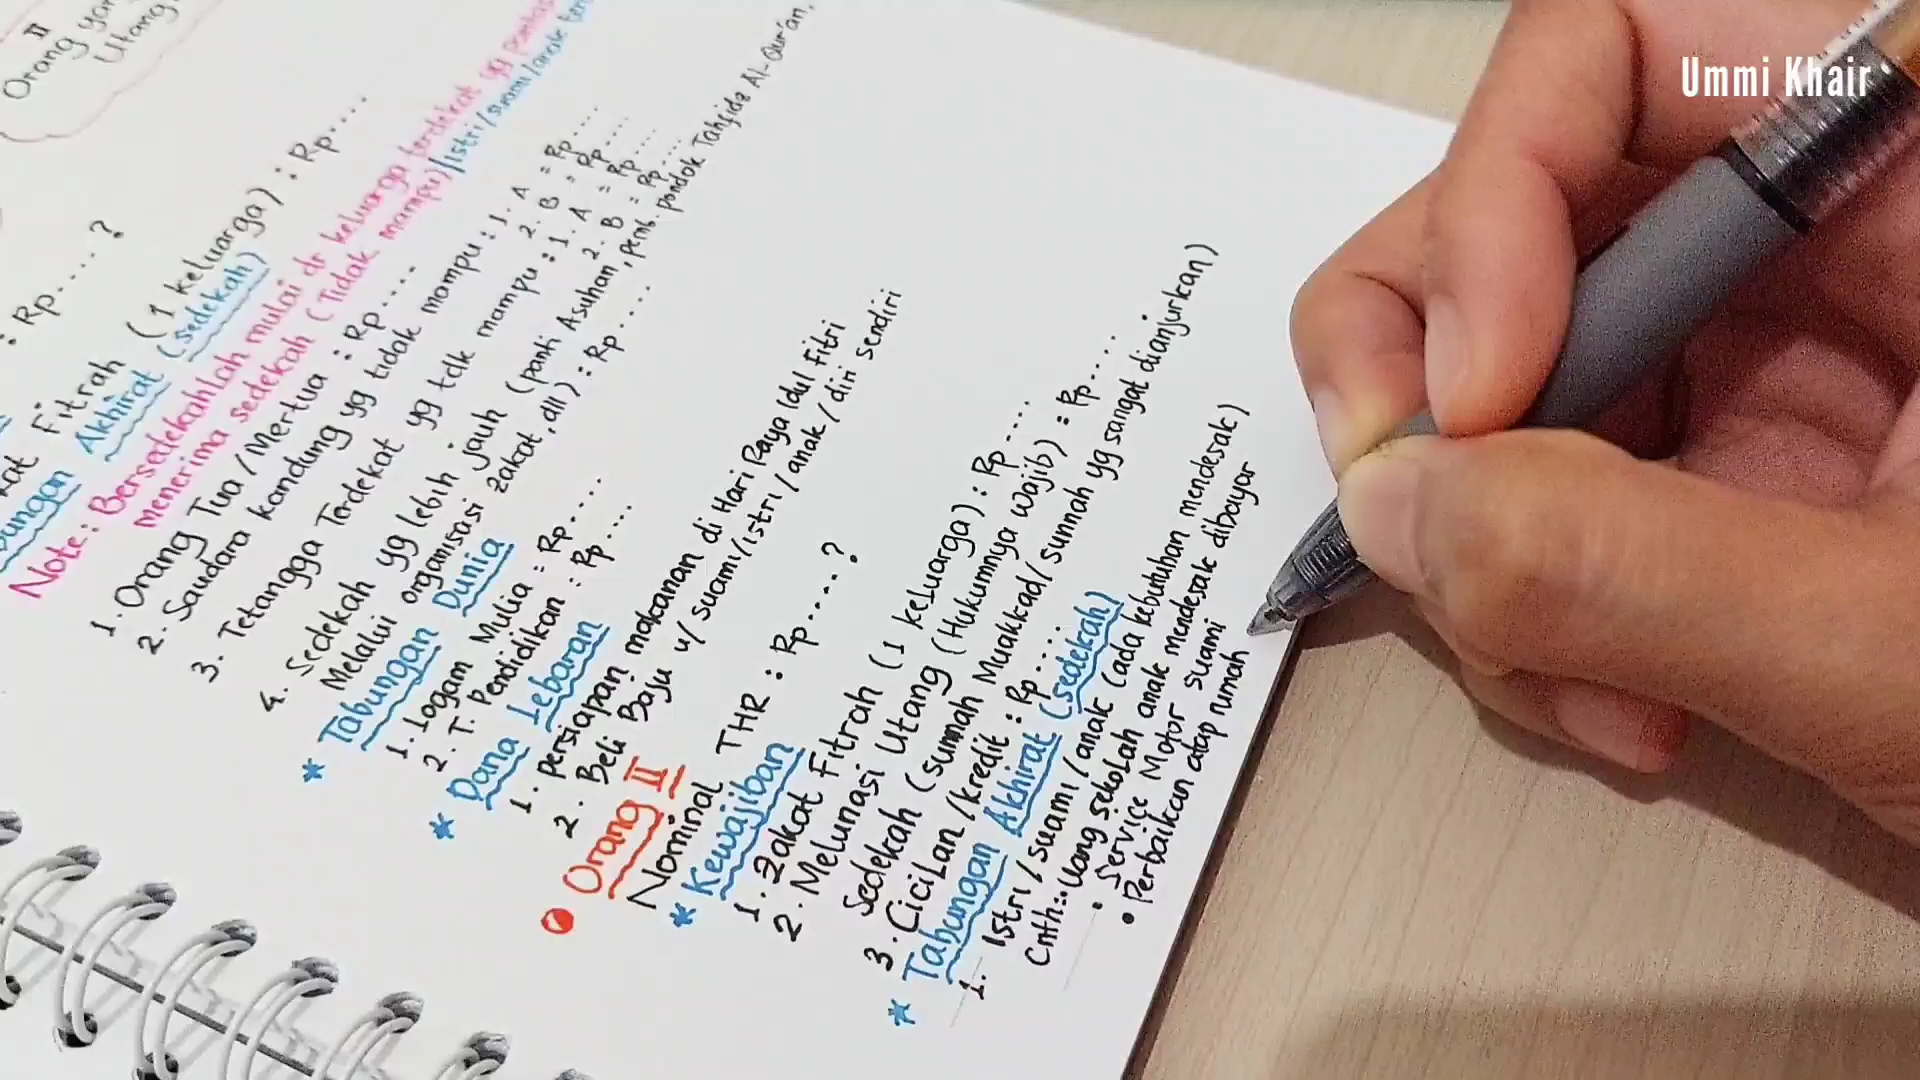 Ummi Khair
II
Orang
Utang
: Rp.....?
Fitrah (1 keluarga) : Rp....
Akhirat (sedekah)
Note: Bersedekahlah mulai dr keluarga terdekat yg
menerima sedekah (Tidak mampu)/istri/suami/anak
1. Orang Tua/Mertua : Rp....
2. Saudara kandung yg tidak mampu : 1. A = Rp....
2. B = Rp....
3. Tetangga Terdekat yg tdk mampu : 1. A = Rp....
2. B = Rp....
4. Sedekah yg lebih jauh (panti Asuhan, pemb. pondok Tahfidz Al-Qur'an,
Melalui organisasi zakat, dll) : Rp....
* Tabungan Dunia
1. Logam Mulia : Rp....
2. T. Pendidikan : Rp....
* Dana Lebaran
1. persiapan makanan di Hari Raya Idul Fitri
2. Beli Baju u/ suami/istri/anak/diri sendiri
Orang II
Nominal THR : Rp....?
* Kewajiban
1. Zakat Fitrah (1 keluarga) : Rp....
2. Melunasi Utang (Hukumnya wajib) : Rp....
Sedekah (sunnah Muakkad/sunnah yg sangat dianjurkan)
3. Cicilan/kredit : Rp....
* Tabungan Akhirat (sedekah)
1. Istri/suami/anak (ada kebutuhan mendesak)
Cnth: • Uang sekolah anak mendesak dibayar
• Service Motor suami
• Perbaikan atap rumah